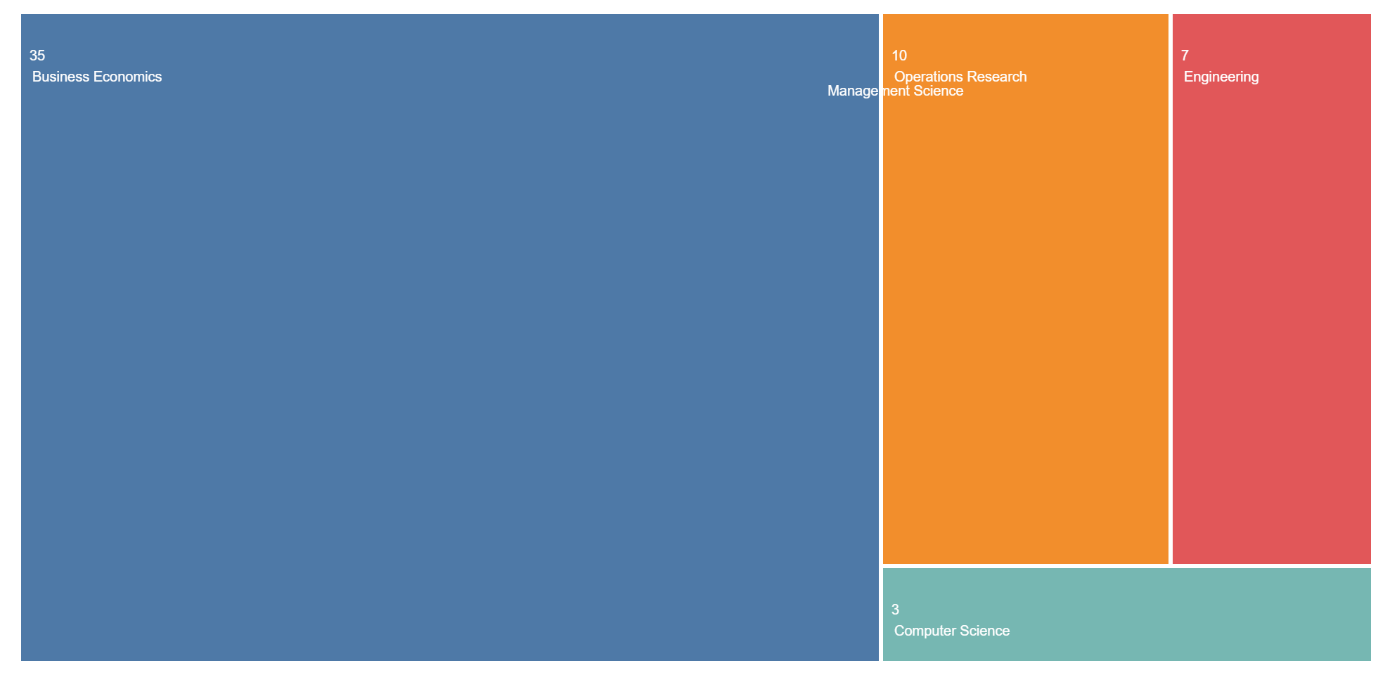 35
Business Economics
10
Operations Research
Management Science
7
Engineering
3
Computer Science